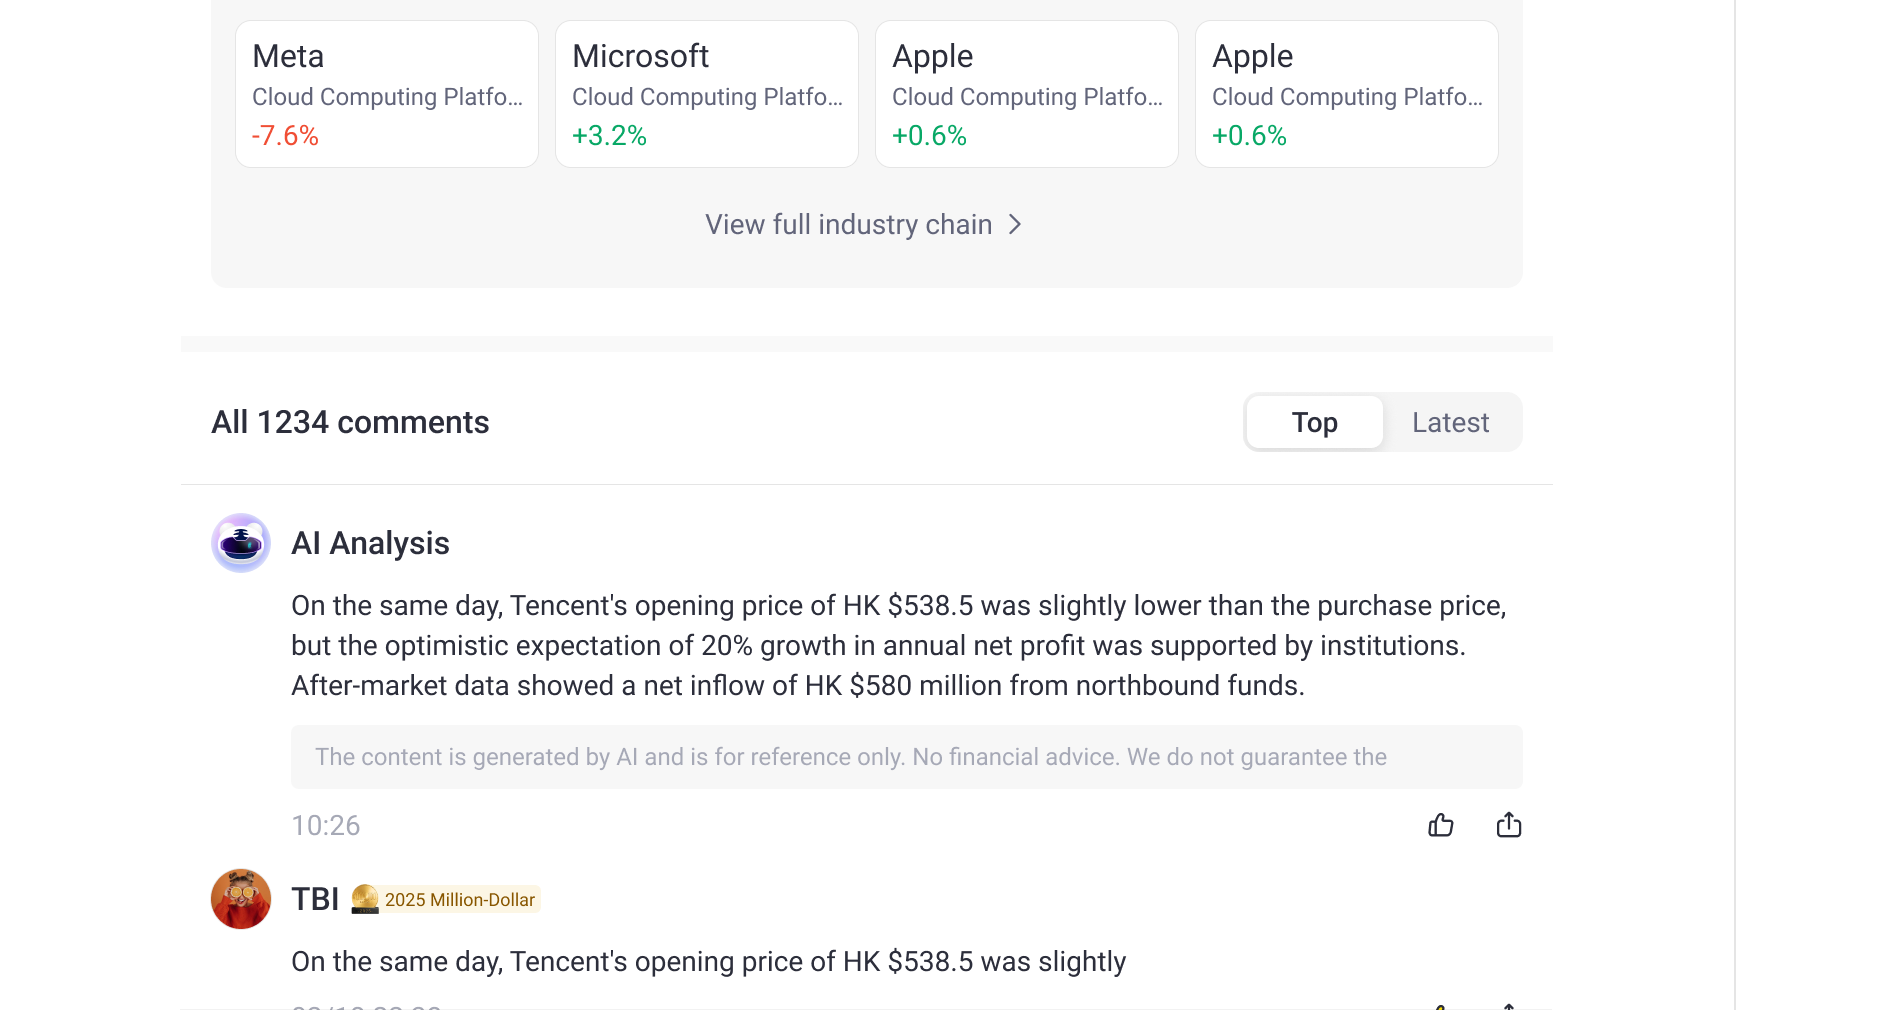 Meta
Cloud Computing Platfo...
-7.6%
Microsoft
Cloud Computing Platfo...
+3.2%
Apple
Cloud Computing Platfo...
+0.6%
Apple
Cloud Computing Platfo...
+0.6%
View full industry chain
All 1234 comments
Top
Latest
AI Analysis
On the same day, Tencent's opening price of HK $538.5 was slightly lower than the purchase price,
but the optimistic expectation of 20% growth in annual net profit was supported by institutions.
After-market data showed a net inflow of HK $580 million from northbound funds.
The content is generated by AI and is for reference only. No financial advice. We do not guarantee the
10:26
TBI
2025 Million-Dollar
On the same day, Tencent's opening price of HK $538.5 was slightly